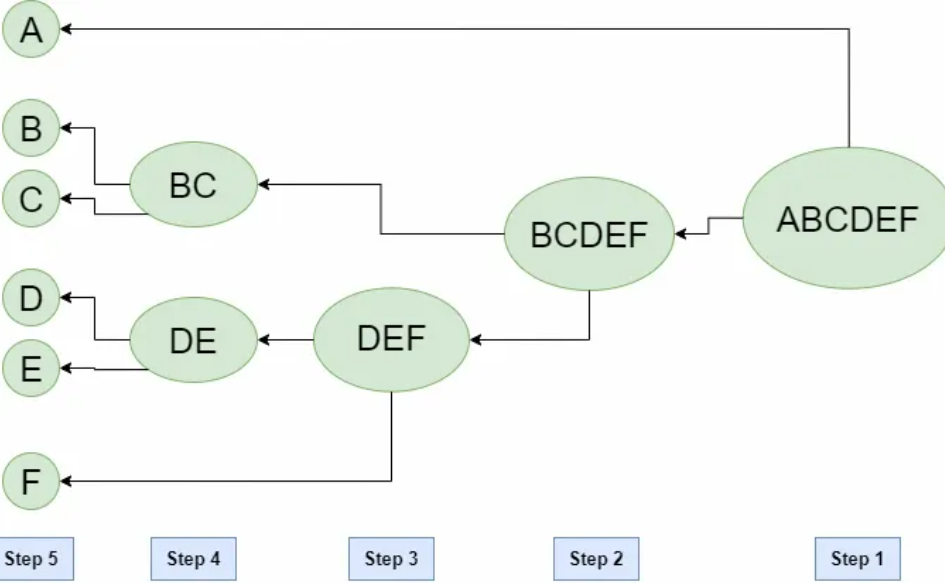 A
B
C
BC
BCDEF
ABCDEF
D
E
DE
DEF
F
Step 5
Step 4
Step 3
Step 2
Step 1